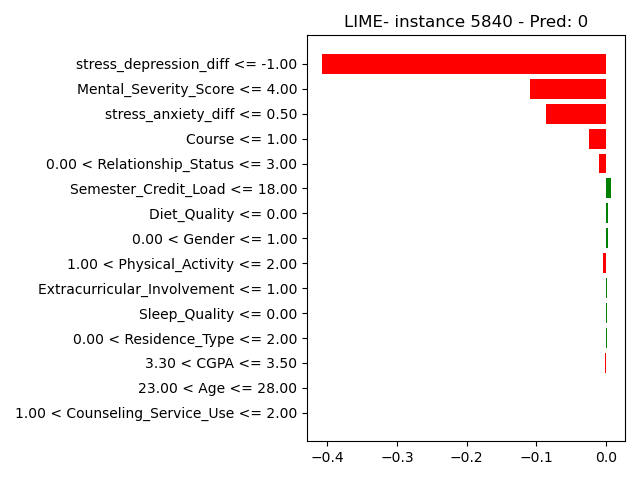 LIME- instance 5840 - Pred: 0
stress_depression_diff <= -1.00
Mental_Severity_Score <= 4.00
stress_anxiety_diff <= 0.50
Course <= 1.00
0.00 < Relationship_Status <= 3.00
Semester_Credit_Load <= 18.00
Diet_Quality <= 0.00
0.00 < Gender <= 1.00
1.00 < Physical_Activity <= 2.00
Extracurricular_Involvement <= 1.00
Sleep_Quality <= 0.00
0.00 < Residence_Type <= 2.00
3.30 < CGPA <= 3.50
23.00 < Age <= 28.00
1.00 < Counseling_Service_Use <= 2.00
−0.4 −0.3 −0.2 −0.1 0.0